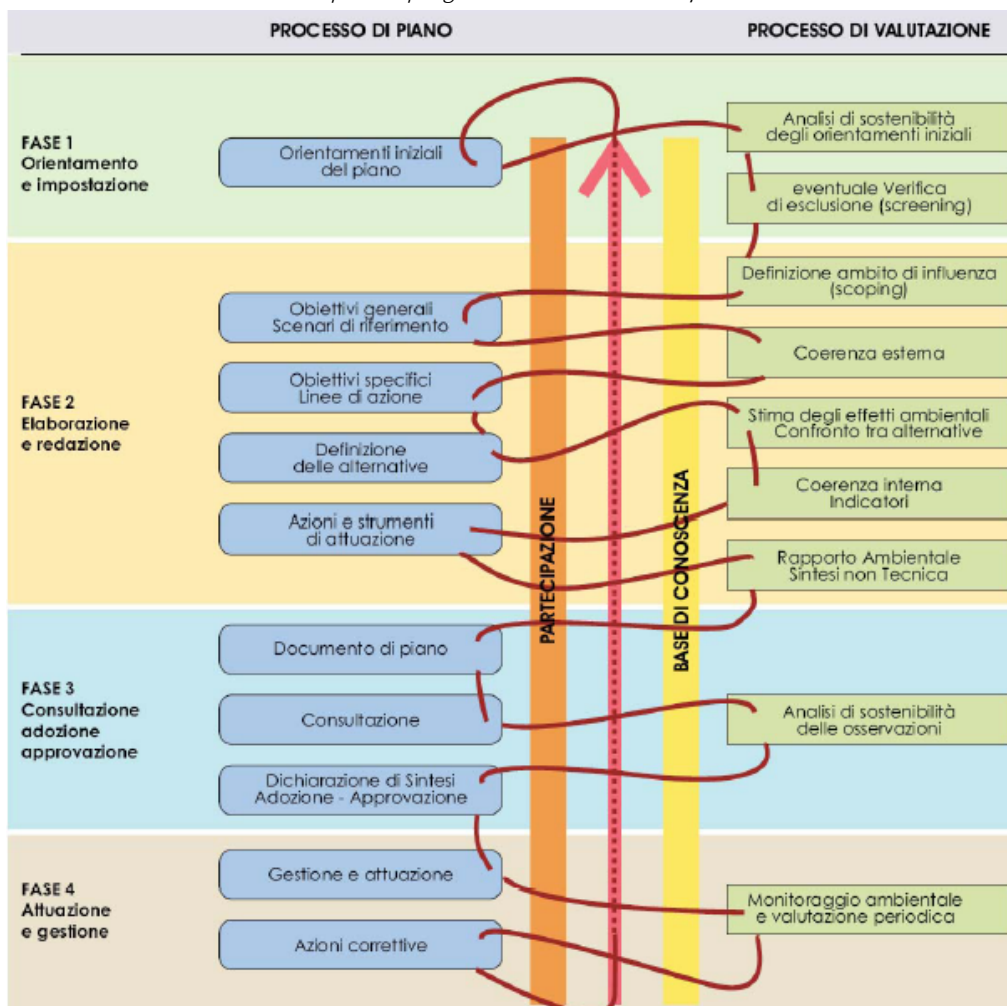 PROCESSO DI PIANO
PROCESSO DI VALUTAZIONE
FASE 1
Orientamento
e impostazione
Orientamenti iniziali
del piano
Analisi di sostenibilità
degli orientamenti iniziali
eventuale Verifica
di esclusione (screening)
FASE 2
Elaborazione
e redazione
Obiettivi generali
Scenari di riferimento
Obiettivi specifici
Linee di azione
Definizione
delle alternative
Azioni e strumenti
di attuazione
PARTECIPAZIONE
BASE DI CONOSCENZA
Definizione ambito di influenza
(scoping)
Coerenza esterna
Stima degli effetti ambientali
Confronto tra alternative
Coerenza interna
Indicatori
Rapporto Ambientale
Sintesi non Tecnica
FASE 3
Consultazione
adozione
approvazione
Documento di piano
Consultazione
Dichiarazione di Sintesi
Adozione - Approvazione
Analisi di sostenibilità
delle osservazioni
FASE 4
Attuazione
e gestione
Gestione e attuazione
Azioni correttive
Monitoraggio ambientale
e valutazione periodica